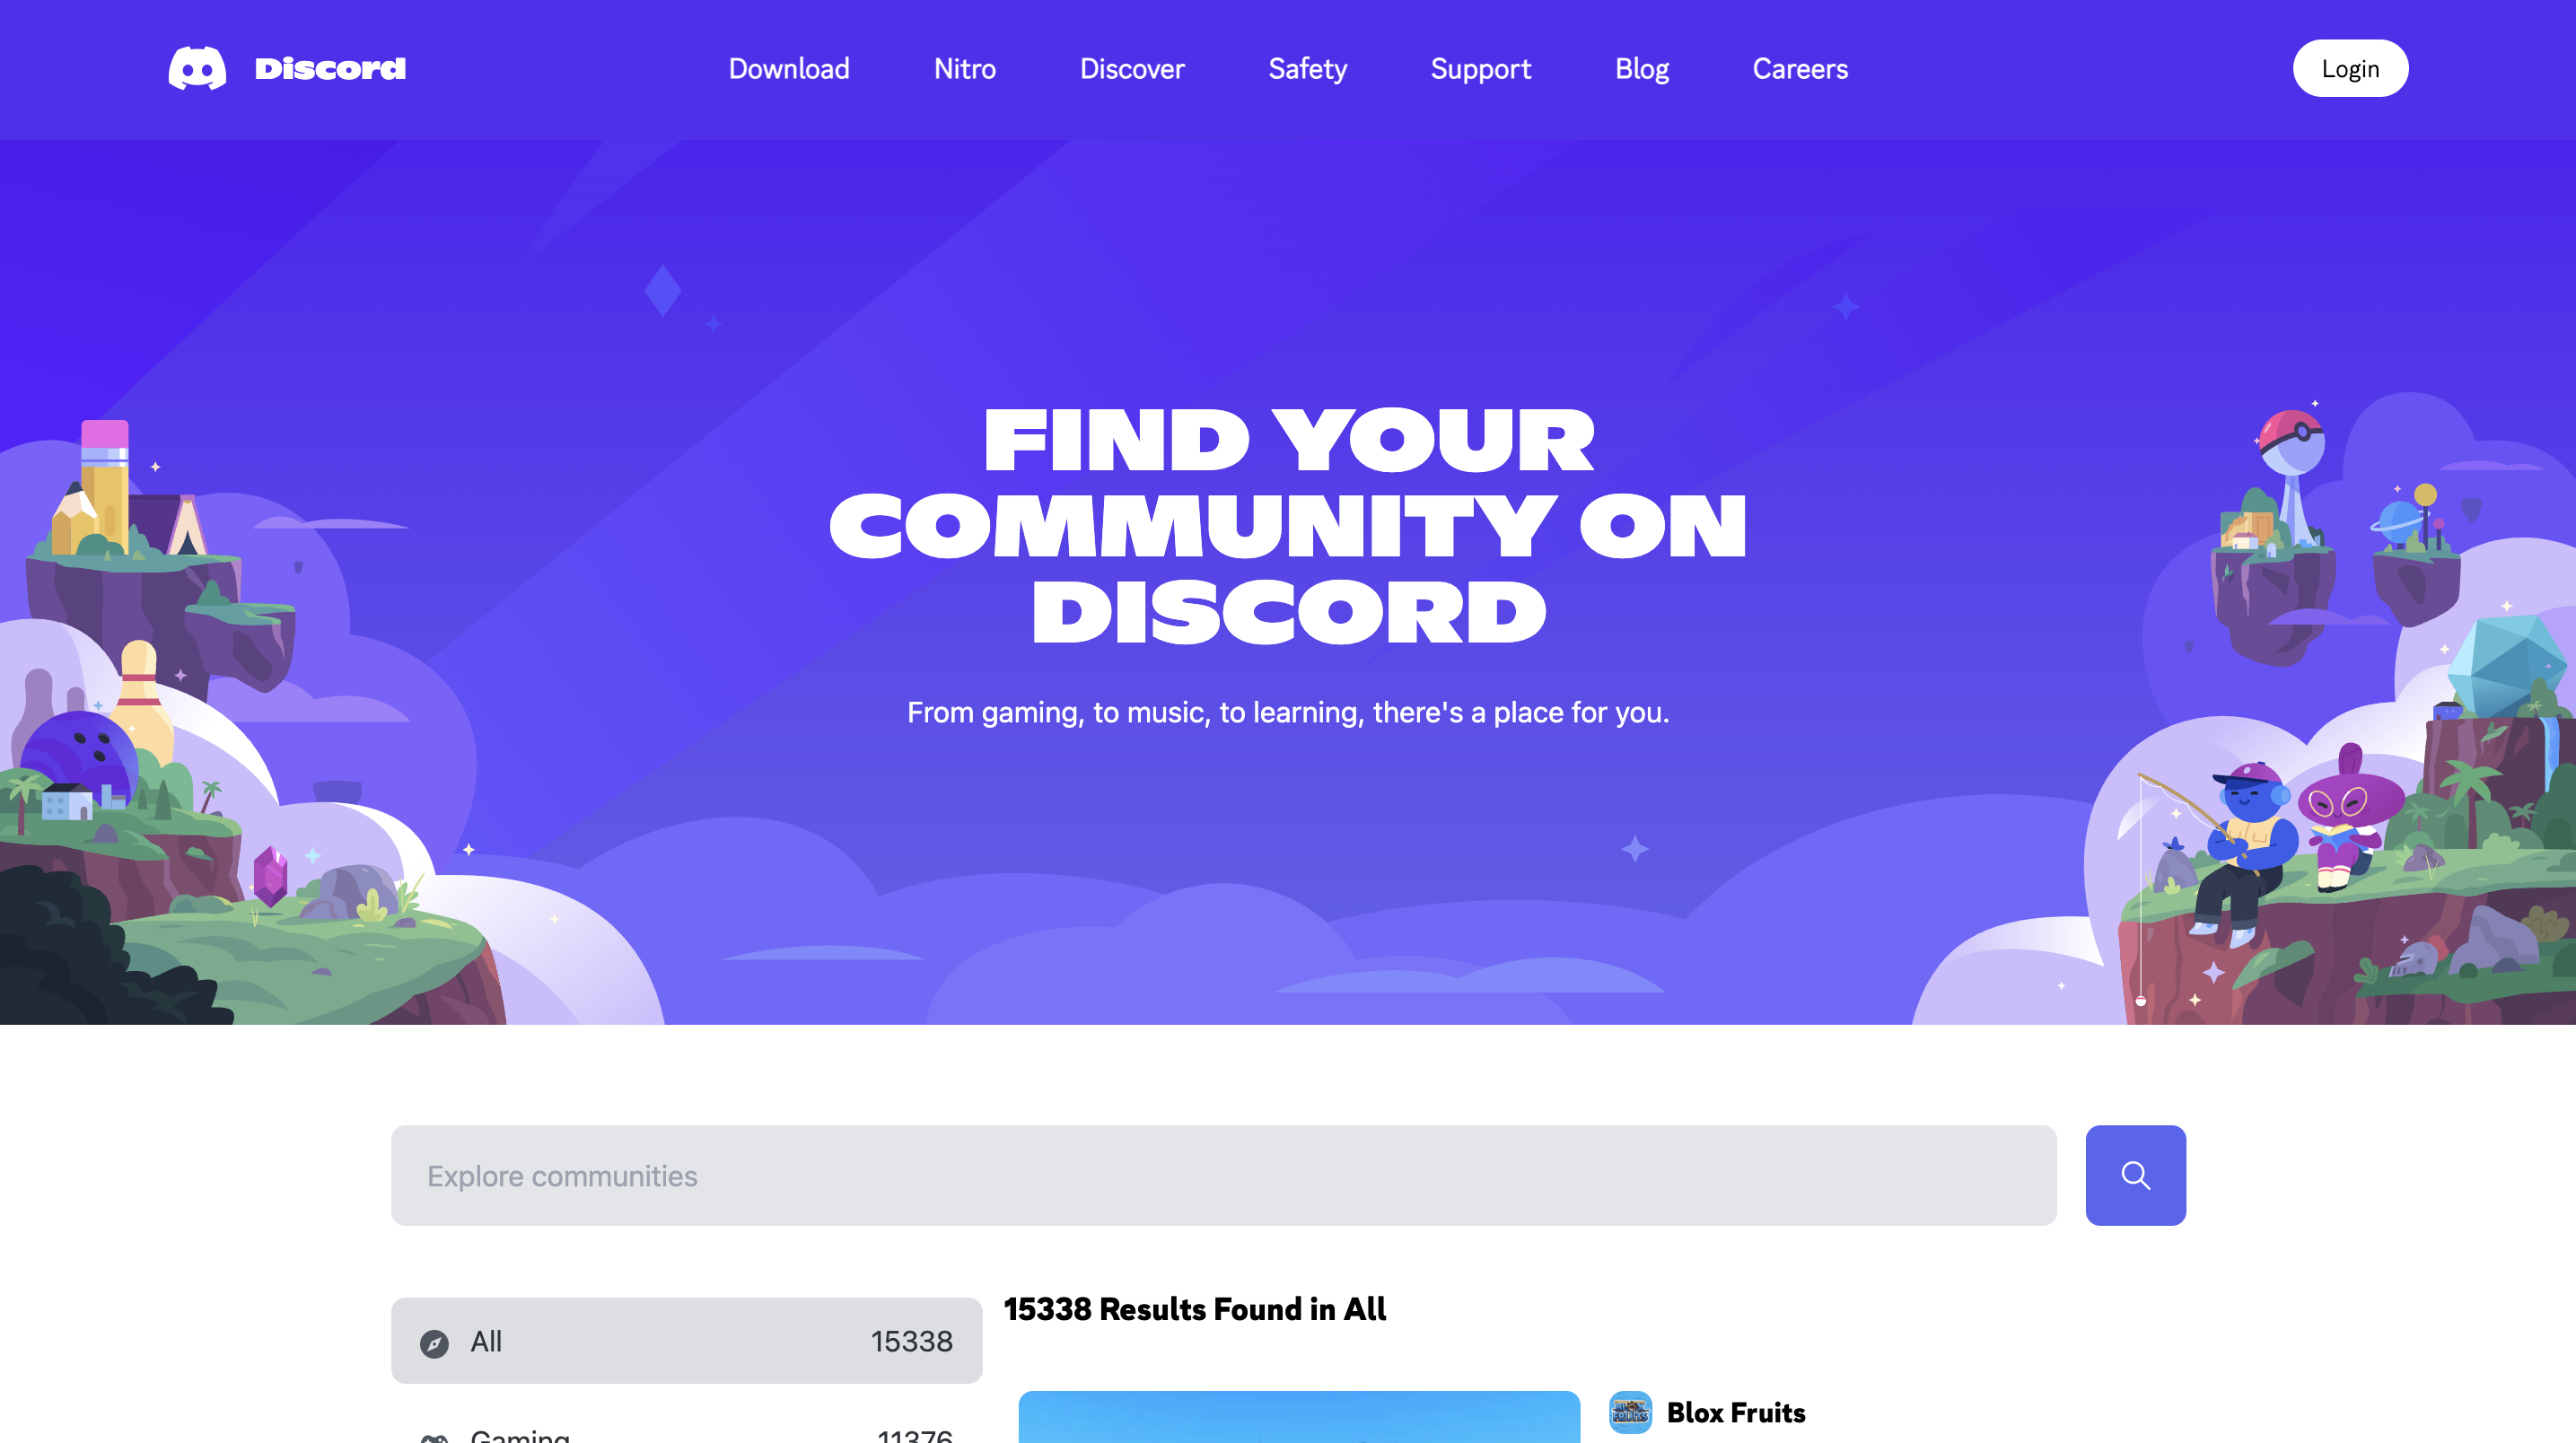 Discord
Download Nitro Discover Safety Support Blog Careers
Login
FIND YOUR
COMMUNITY ON
DISCORD
From gaming, to music, to learning, there's a place for you.
Explore communities
All 15338
Gaming 11376
15338 Results Found in All
Blox Fruits